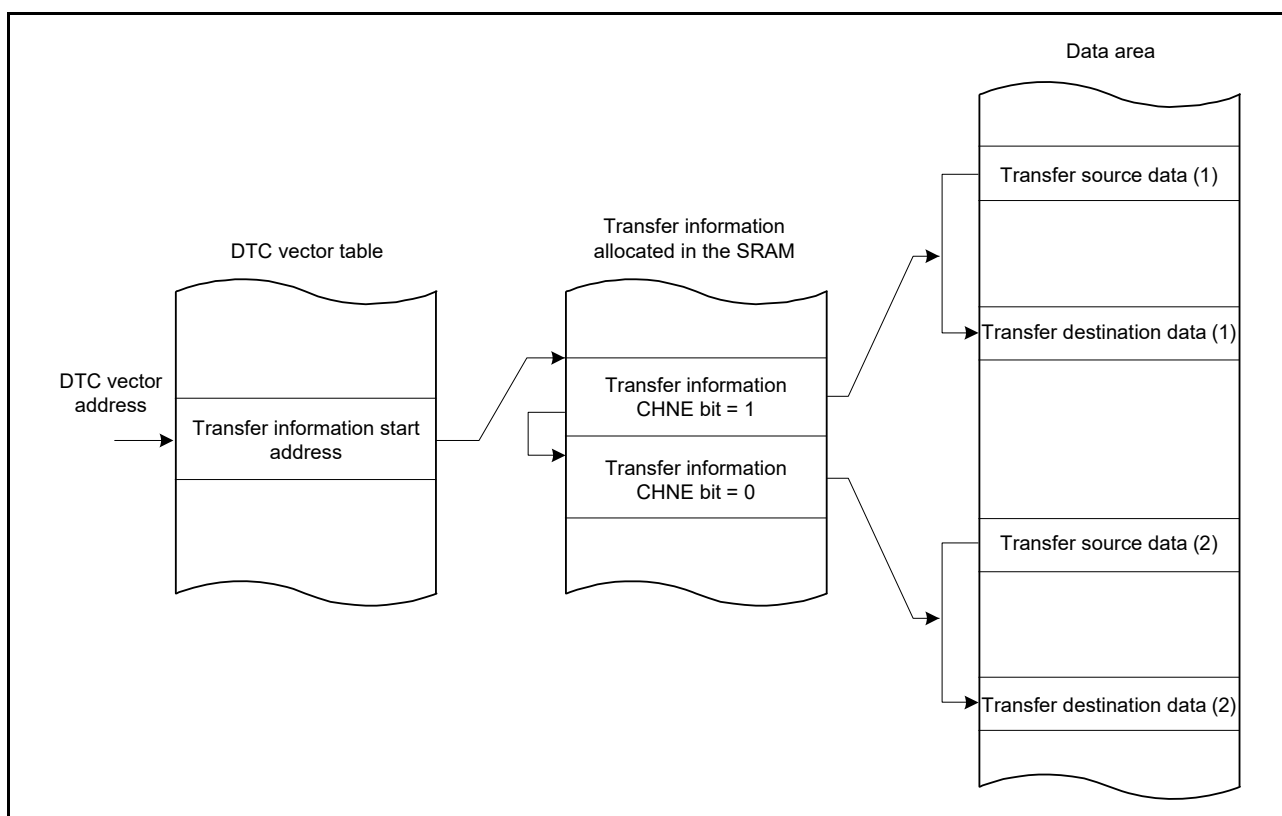 Data area
Transfer source data (1)
Transfer information
allocated in the SRAM
DTC vector table
Transfer destination data (1)
DTC vector
address
Transfer information start
address
Transfer information
CHNE bit = 1
Transfer information
CHNE bit = 0
Transfer source data (2)
Transfer destination data (2)